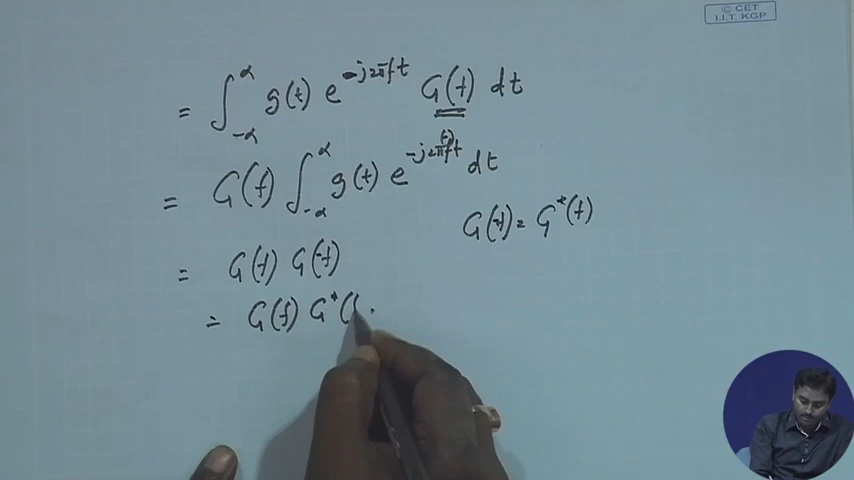 © CET
I.I.T. KGP
= ∫_{-α}^{α} g(t) e^{-j2πft} G(f) dt
= G(f) ∫_{-α}^{α} g(t) e^{-j2π(-f)t} dt
G(-f) = G*(f)
= G(f) G(-f)
= G(f) G*(f